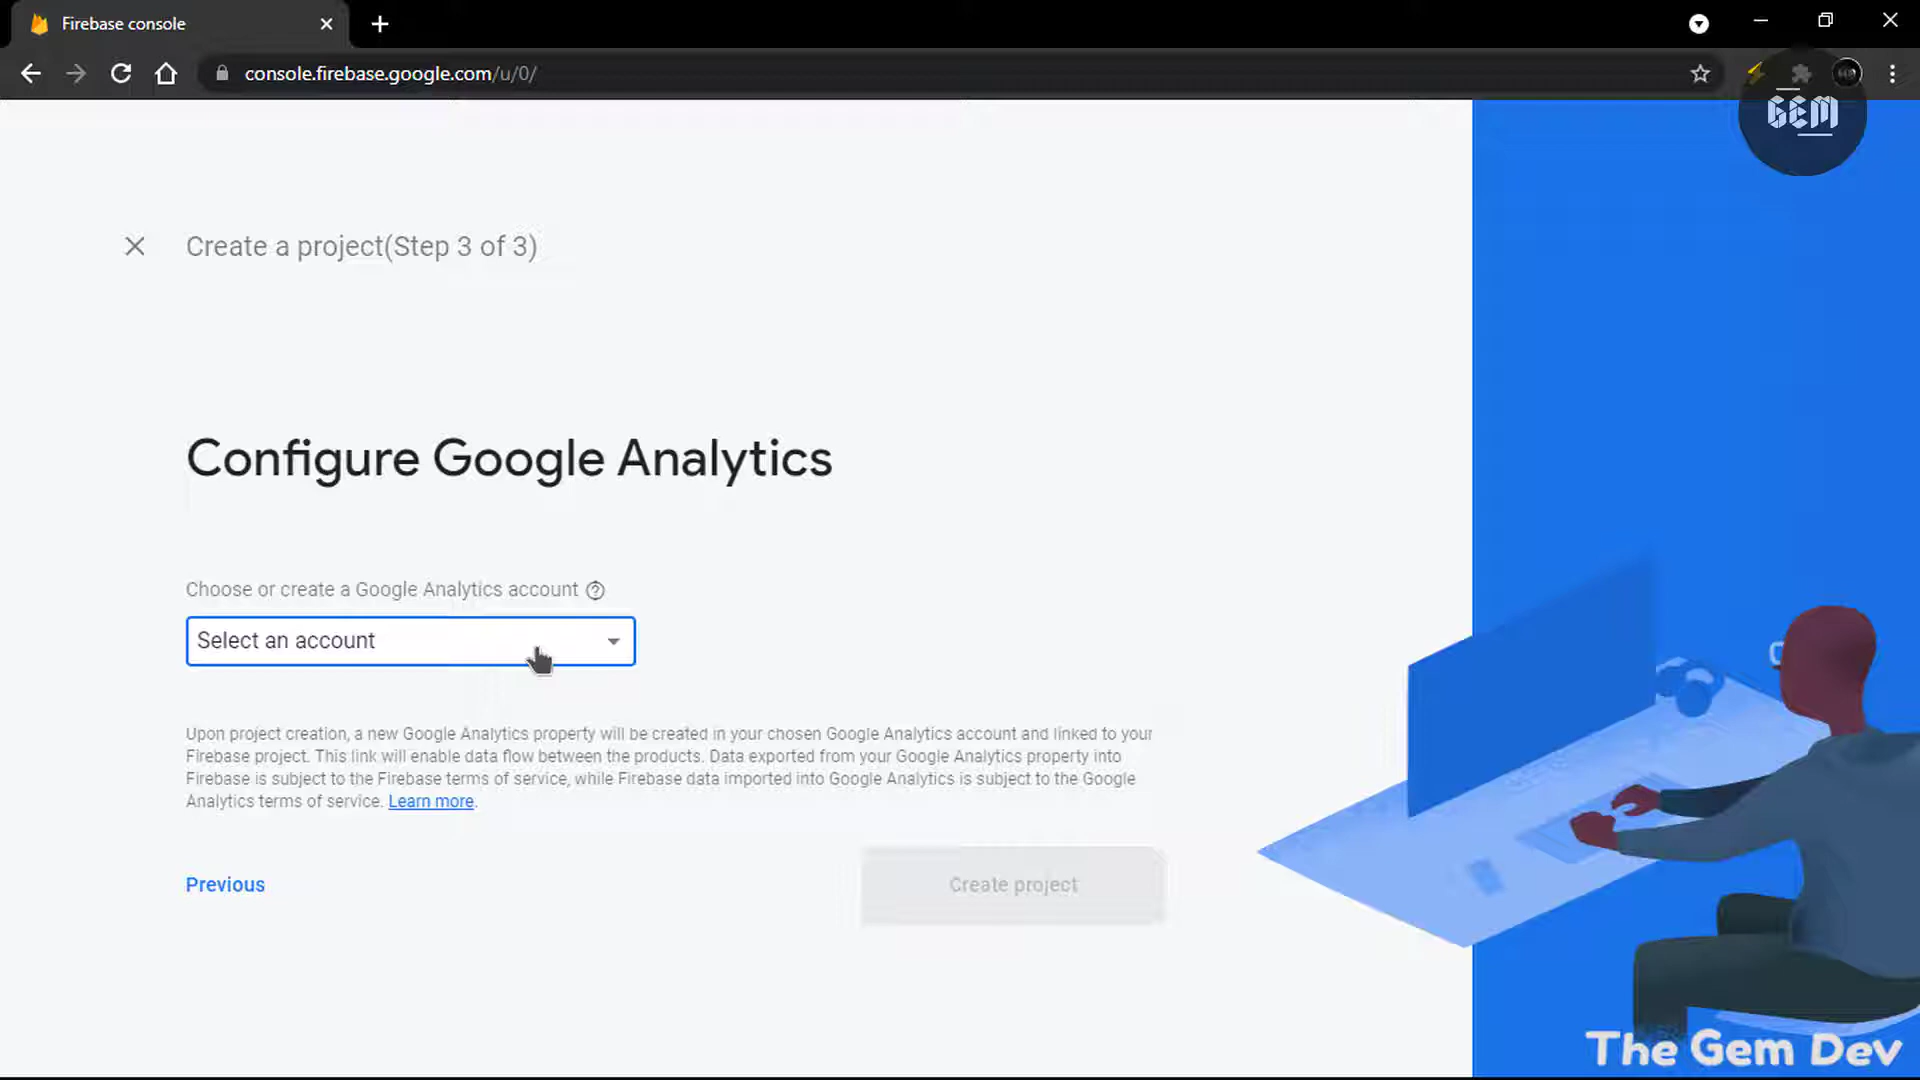 Firebase console
console.firebase.google.com/u/0/
GEM
Create a project(Step 3 of 3)
Configure Google Analytics
Choose or create a Google Analytics account
Select an account
Upon project creation, a new Google Analytics property will be created in your chosen Google Analytics account and linked to your
Firebase project. This link will enable data flow between the products. Data exported from your Google Analytics property into
Firebase is subject to the Firebase terms of service, while Firebase data imported into Google Analytics is subject to the Google
Analytics terms of service. Learn more.
Previous
Create project
The Gem Dev